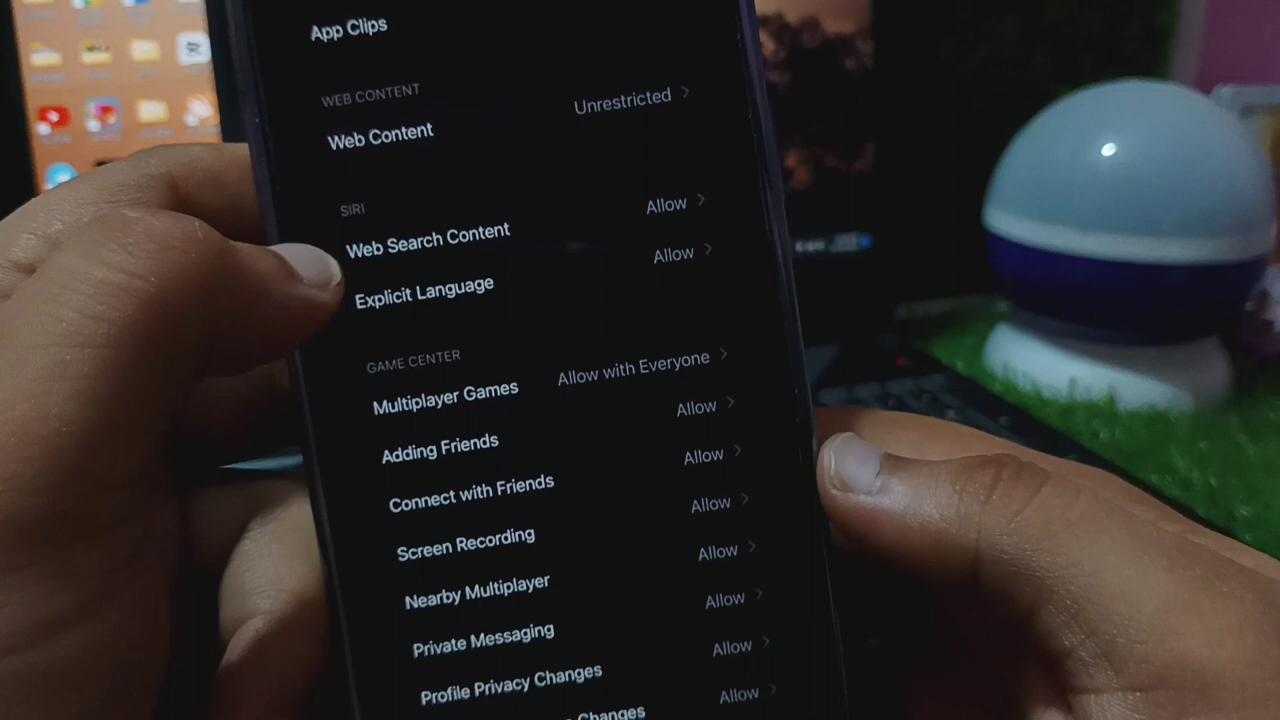 App Clips
WEB CONTENT
Web Content Unrestricted
SIRI
Web Search Content Allow
Explicit Language Allow
GAME CENTER
Multiplayer Games Allow with Everyone
Adding Friends Allow
Connect with Friends Allow
Screen Recording Allow
Nearby Multiplayer Allow
Private Messaging Allow
Profile Privacy Changes Allow
Changes Allow